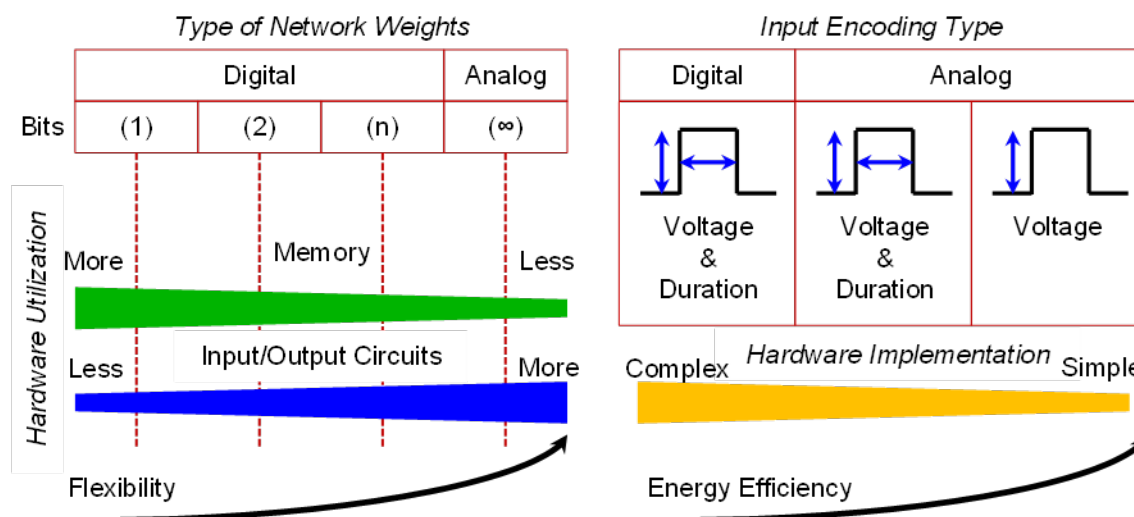 Type of Network Weights
Digital
Analog
Bits
(1)
(2)
(n)
(∞)
Hardware Utilization
Memory
More
Less
Input/Output Circuits
Less
More
Flexibility
Input Encoding Type
Digital
Analog
Voltage
&
Duration
Voltage
&
Duration
Voltage
Hardware Implementation
Complex
Simple
Energy Efficiency